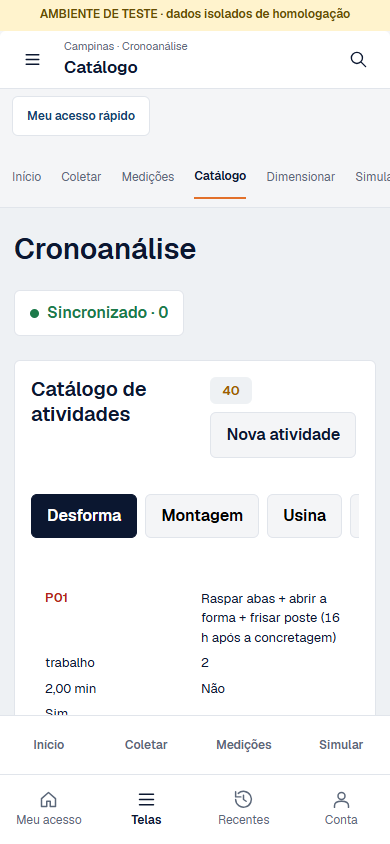 AMBIENTE DE TESTE · dados isolados de homologação
Campinas · Cronoanálise
Catálogo
Meu acesso rápido
Início Coletar Medições Catálogo Dimensionar Simula
Cronoanálise
Sincronizado · 0
Catálogo de
atividades
40
Nova atividade
Desforma Montagem Usina
P01
Raspar abas + abrir a
forma + frisar poste (16
h após a concretagem)
trabalho 2
2,00 min Não
Sim
Início Coletar Medições Simular
Meu acesso Telas Recentes Conta